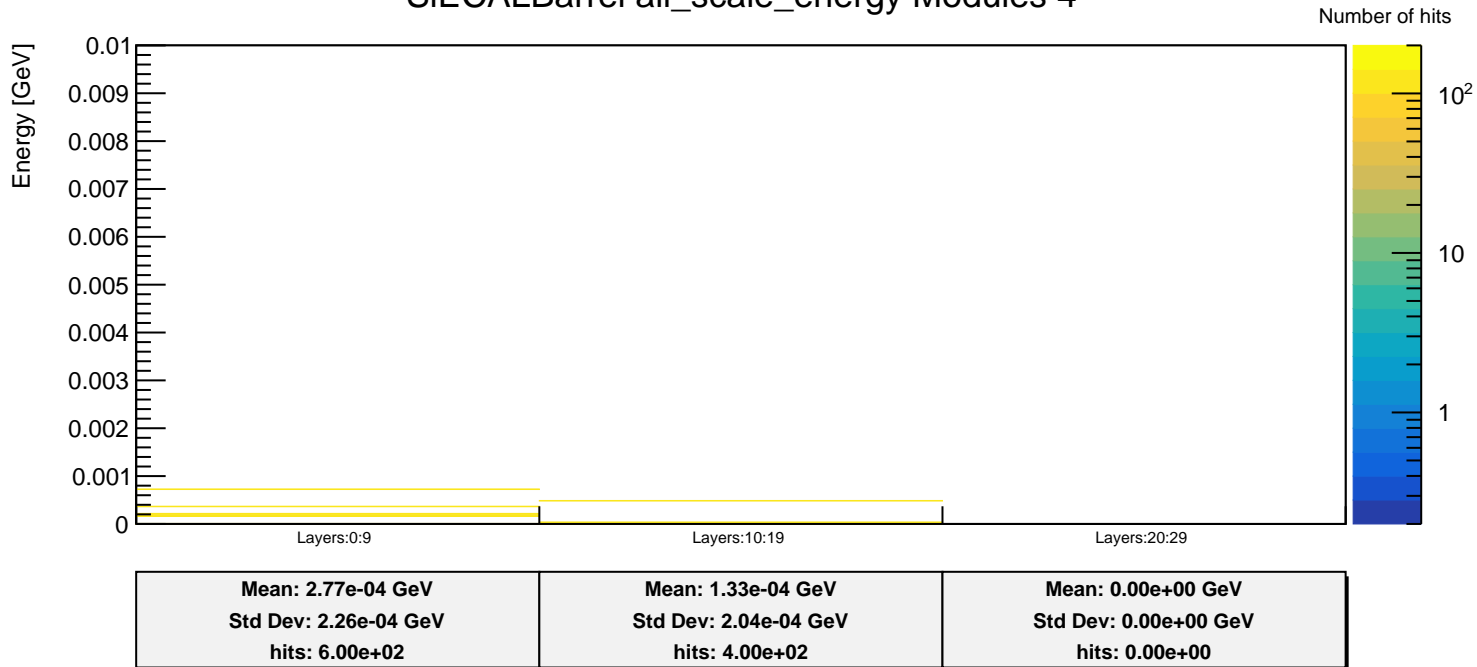 SiECALBarrel all_scale_energy Modules 4
Number of hits
Energy [GeV]
0.01
0.009
0.008
0.007
0.006
0.005
0.004
0.003
0.002
0.001
0
10²
10
1
Layers:0:9
Layers:10:19
Layers:20:29
Mean: 2.77e-04 GeV
Std Dev: 2.26e-04 GeV
hits: 6.00e+02
Mean: 1.33e-04 GeV
Std Dev: 2.04e-04 GeV
hits: 4.00e+02
Mean: 0.00e+00 GeV
Std Dev: 0.00e+00 GeV
hits: 0.00e+00